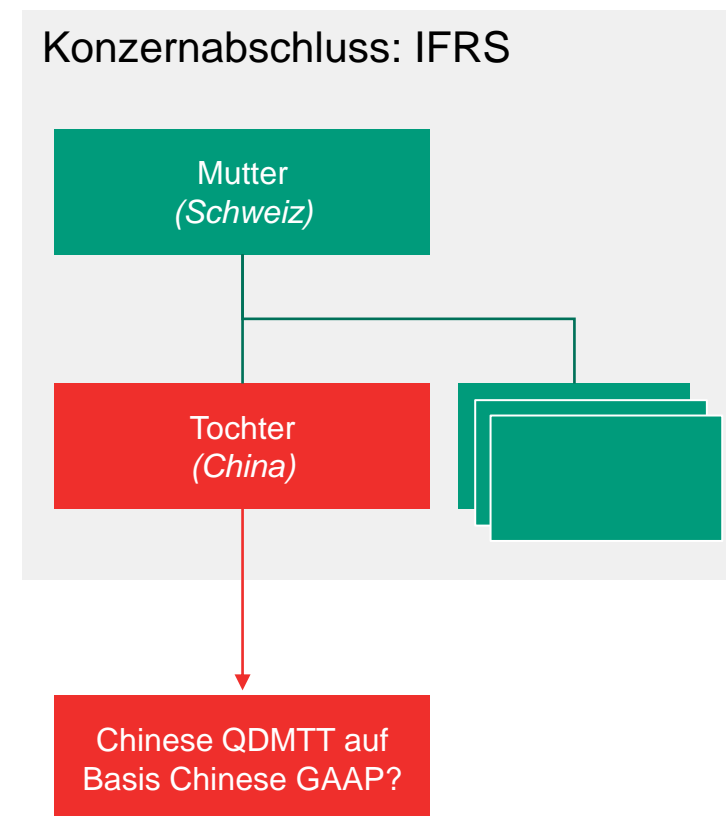 Konzernabschluss: IFRS
Mutter
(Schweiz)
Tochter
(China)
Chinese QDMTT auf
Basis Chinese GAAP?